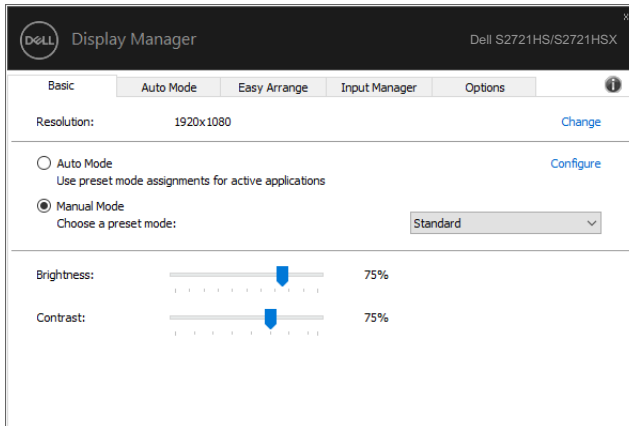 DELL Display Manager Dell S2721HS/S2721HSX
Basic Auto Mode Easy Arrange Input Manager Options
Resolution: 1920x1080 Change
Auto Mode Configure
Use preset mode assignments for active applications
Manual Mode
Choose a preset mode: Standard
Brightness: 75%
Contrast: 75%